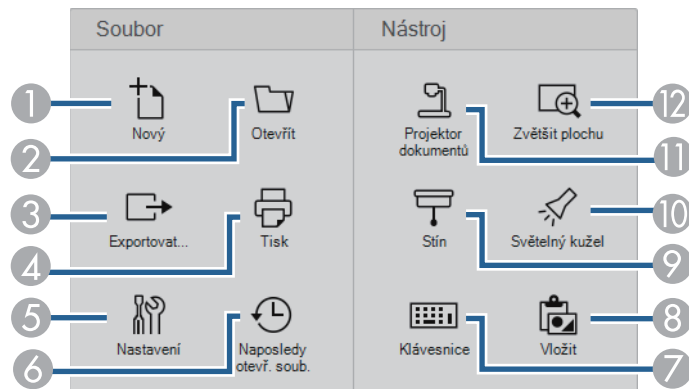 Soubor
Nástroj
1
Nový
2
Otevřít
Projektor
dokumentů
11
Zvětšit plochu
12
3
Exportovat...
4
Tisk
Stín
9
Světelný kužel
10
5
Nastavení
6
Naposledy
otevř. soub.
Klávesnice
7
Vložit
8